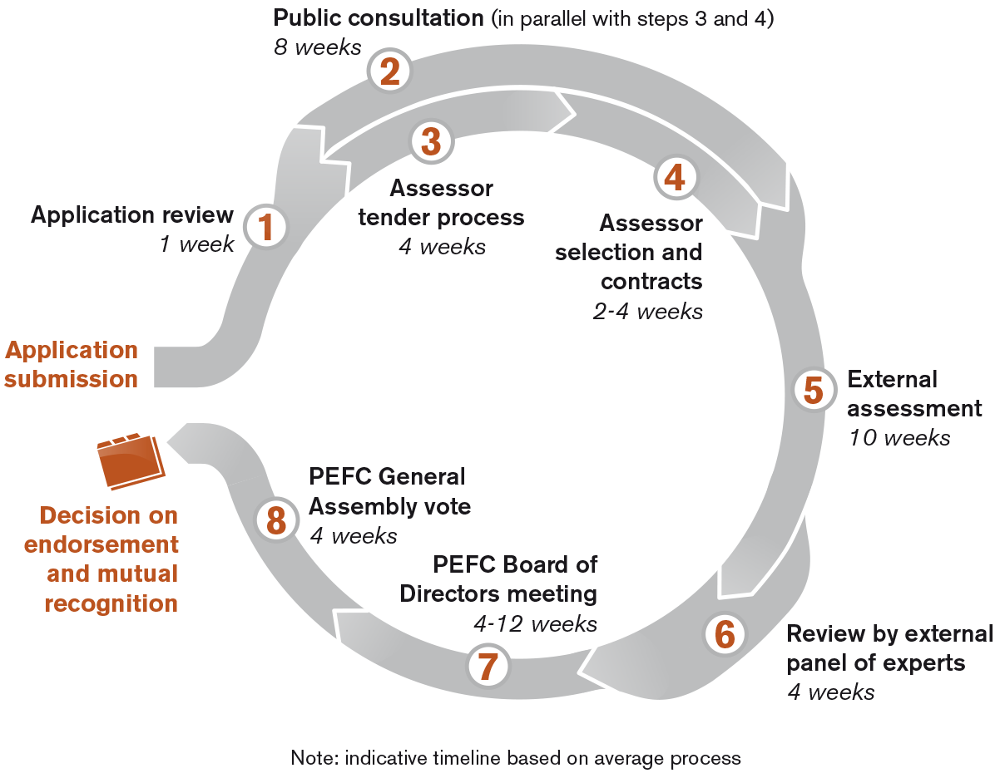 Public consultation (in parallel with steps 3 and 4)
8 weeks
2
3
Assessor
tender process
4 weeks
4
Assessor
selection and
contracts
2-4 weeks
Application review
1 week
1
Application
submission
5
External
assessment
10 weeks
Decision on
endorsement
and mutual
recognition
8
PEFC General
Assembly vote
4 weeks
PEFC Board of
Directors meeting
4-12 weeks
7
6
Review by external
panel of experts
4 weeks
Note: indicative timeline based on average process